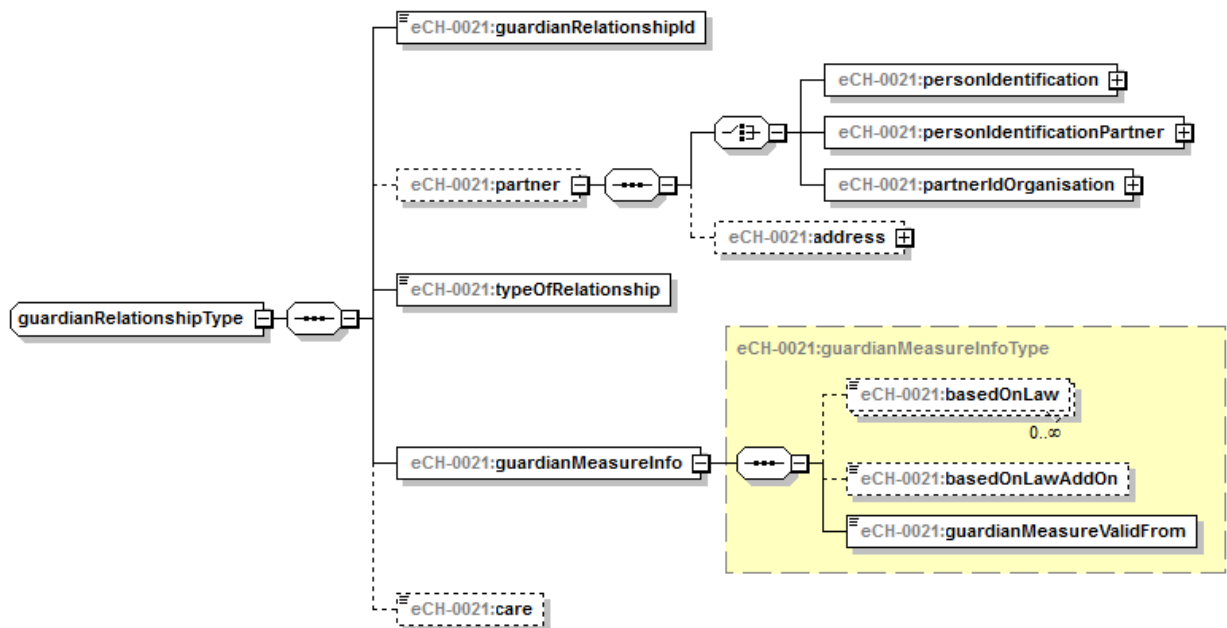 eCH-0021:guardianRelationshipId
eCH-0021:personIdentification
eCH-0021:personIdentificationPartner
eCH-0021:partner
eCH-0021:partnerIdOrganisation
eCH-0021:address
eCH-0021:typeOfRelationship
guardianRelationshipType
eCH-0021:guardianMeasureInfoType
eCH-0021:basedOnLaw
0..∞
eCH-0021:guardianMeasureInfo
eCH-0021:basedOnLawAddOn
eCH-0021:guardianMeasureValidFrom
eCH-0021:care